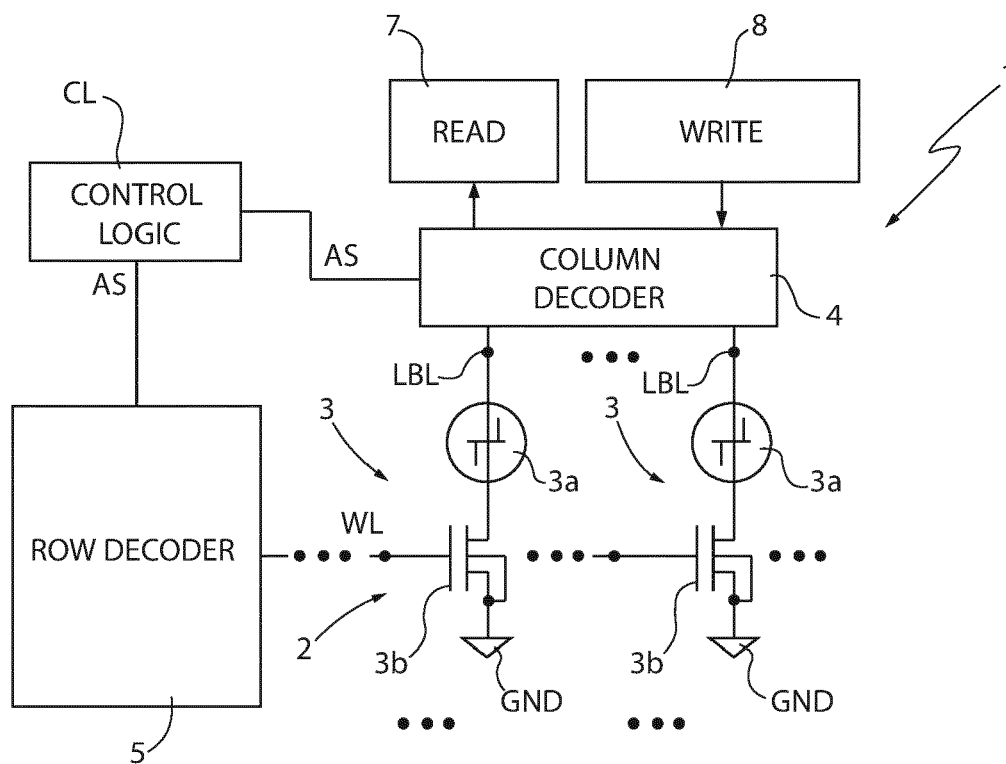 7
8
CL
READ
WRITE
CONTROL
LOGIC
AS
AS
COLUMN
DECODER
4
LBL
LBL
3
3
3a
3a
WL
ROW DECODER
2
3b
3b
GND
GND
5